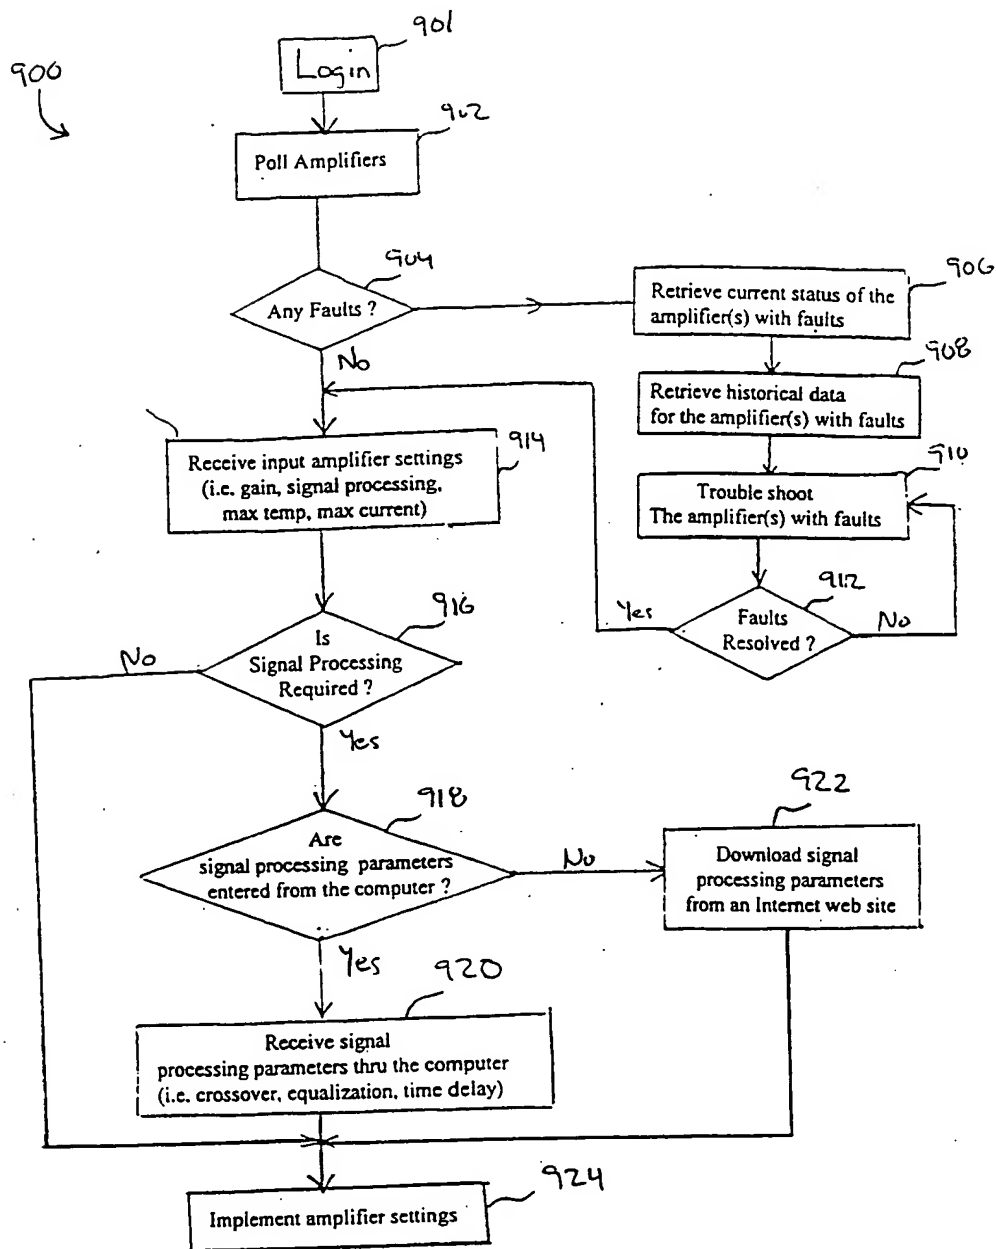 901
Login
900
902
Poll Amplifiers
904
Any Faults ?
906
Retrieve current status of the
amplifier(s) with faults
No
908
Retrieve historical data
for the amplifier(s) with faults
914
Receive input amplifier settings
(i.e. gain, signal processing,
max temp, max current)
910
Trouble shoot
The amplifier(s) with faults
912
Faults
Resolved ?
Yes
No
916
Is
Signal Processing
Required ?
No
Yes
918
Are
signal processing parameters
entered from the computer ?
No
922
Download signal
processing parameters
from an Internet web site
Yes
920
Receive signal
processing parameters thru the computer
(i.e. crossover, equalization, time delay)
924
Implement amplifier settings